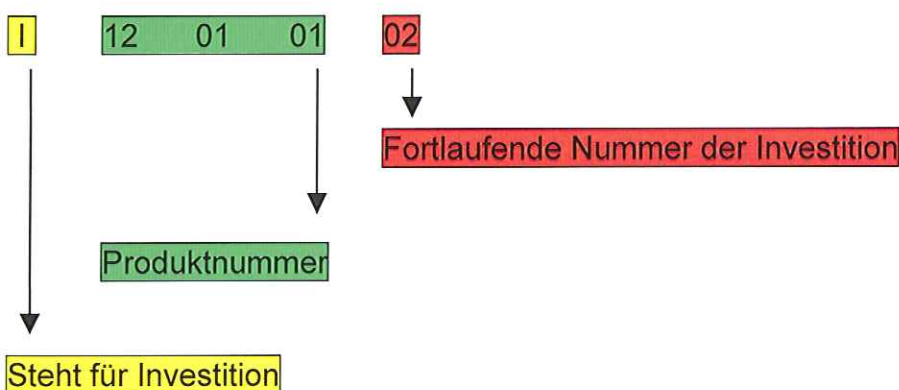 I 12 01 01 02
Fortlaufende Nummer der Investition
Produktnummer
Steht für Investition